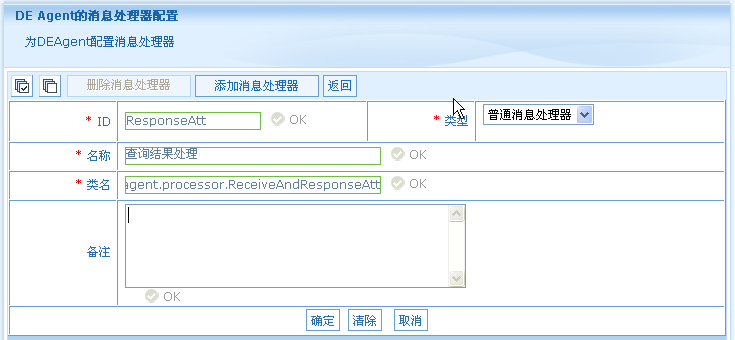 DE Agent的消息处理器配置
为DEAgent配置消息处理器
删除消息处理器 添加消息处理器 返回
* ID ResponseAtt OK * 类型 普通消息处理器
* 名称 查询结果处理 OK
* 类名 agent.processor.ReceiveAndResponseAtt OK
备注
OK
确定 清除 取消